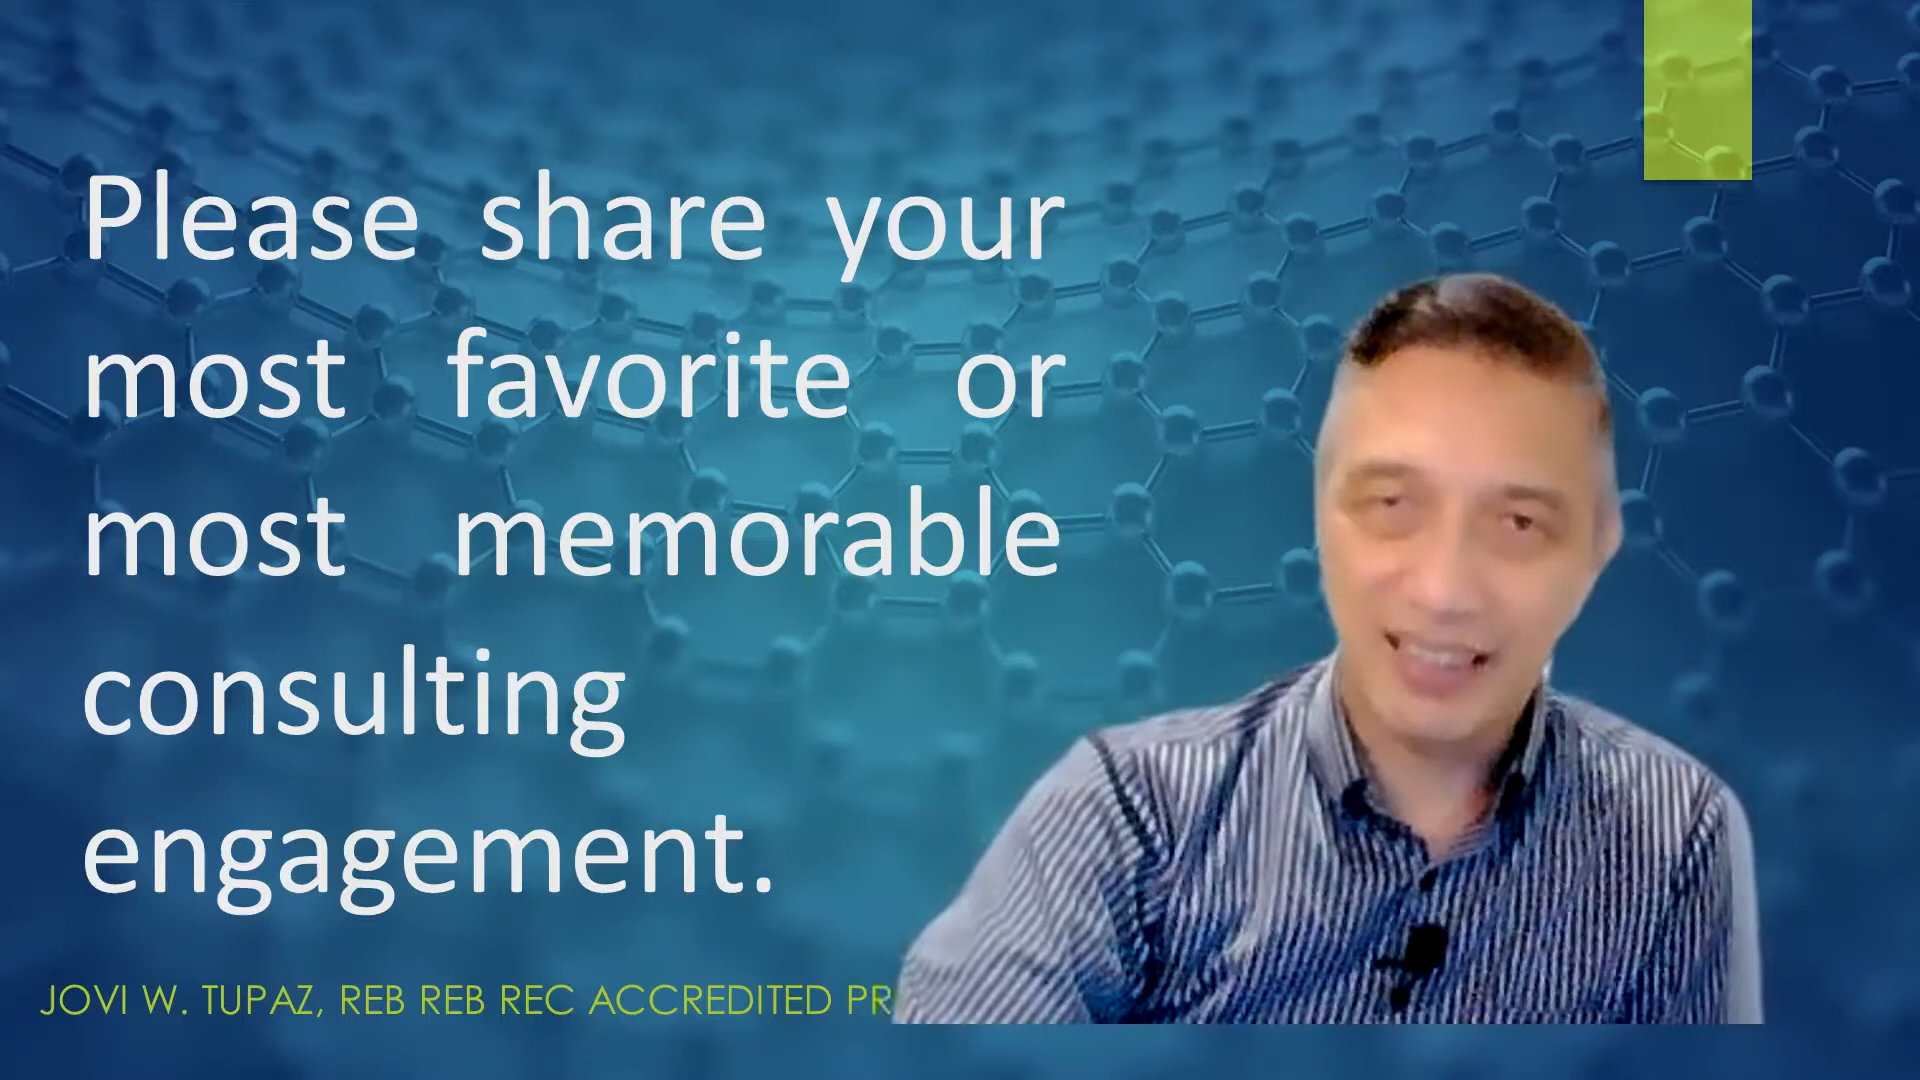 Please share your
most favorite or
most memorable
consulting
engagement.
JOVI W. TUPAZ, REB REB REC ACCREDITED